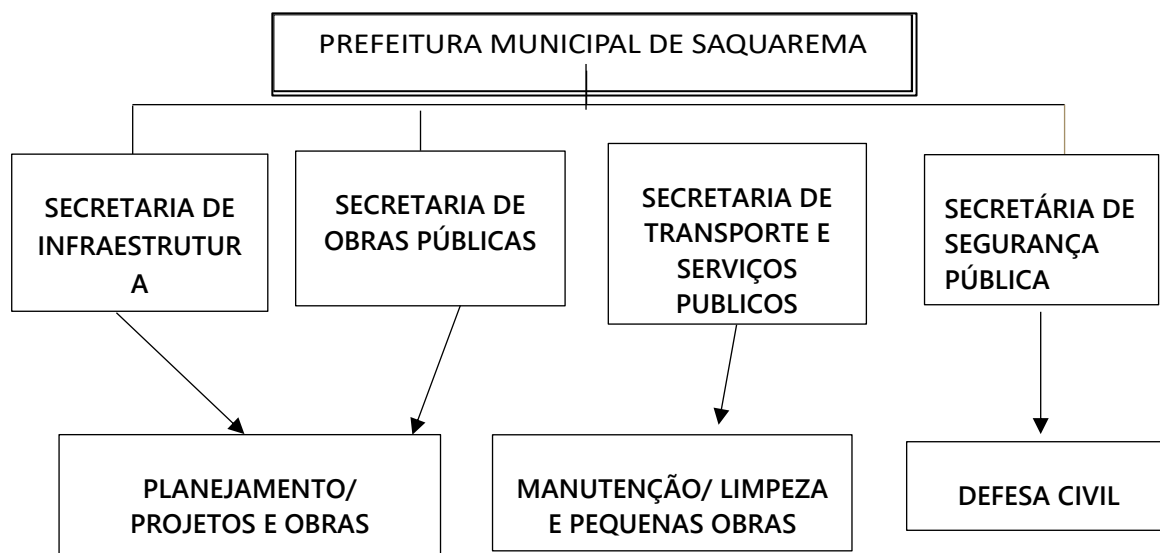 PREFEITURA MUNICIPAL DE SAQUAREMA
SECRETARIA DE
INFRAESTRUTUR
A
SECRETARIA DE
OBRAS PÚBLICAS
SECRETARIA DE
TRANSPORTE E
SERVIÇOS
PUBLICOS
SECRETÁRIA DE
SEGURANÇA
PÚBLICA
PLANEJAMENTO/
PROJETOS E OBRAS
MANUTENÇÃO/ LIMPEZA
E PEQUENAS OBRAS
DEFESA CIVIL